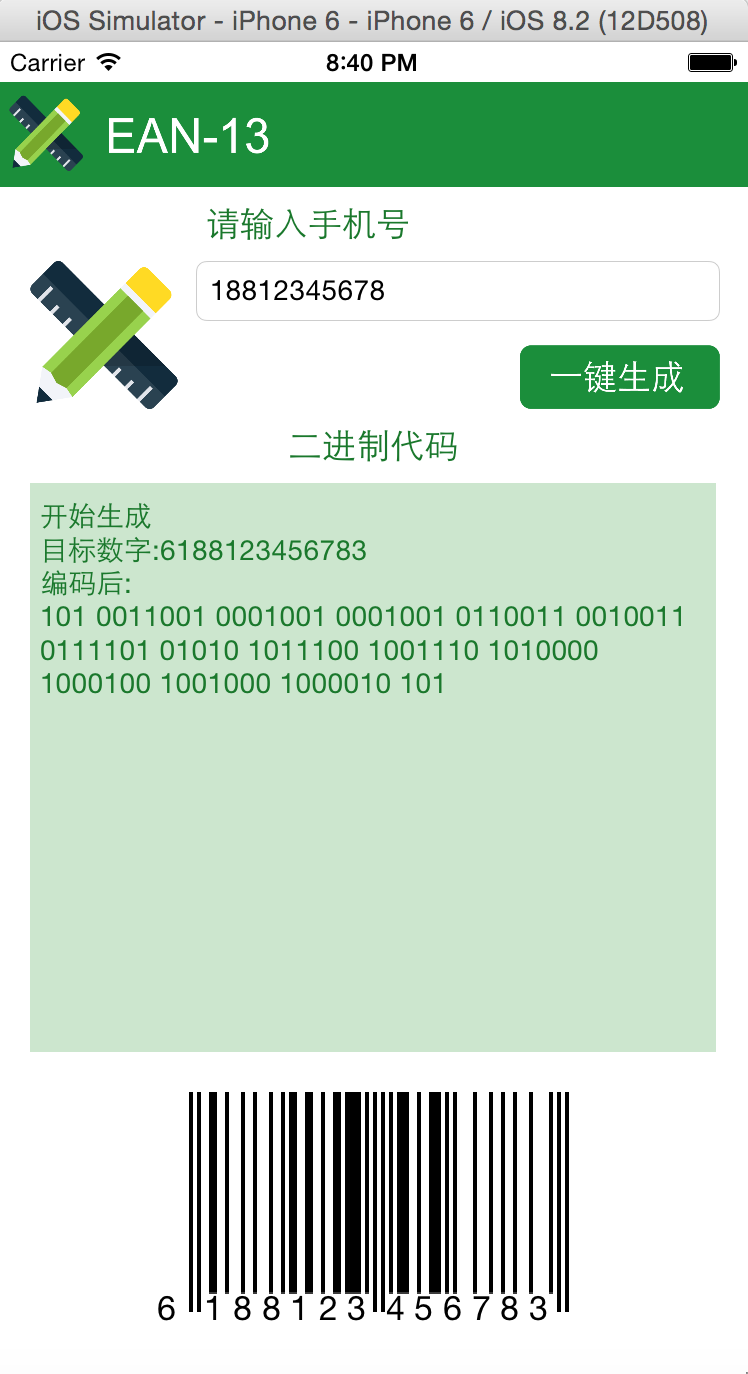 iOS Simulator - iPhone 6 - iPhone 6 / iOS 8.2 (12D508)
Carrier 8:40 PM
EAN-13
请输入手机号
18812345678
一键生成
二进制代码
开始生成
目标数字:6188123456783
编码后:
101 0011001 0001001 0001001 0110011 0010011
0111101 01010 1011100 1001110 1010000
1000100 1001000 1000010 101
6 188123 456783